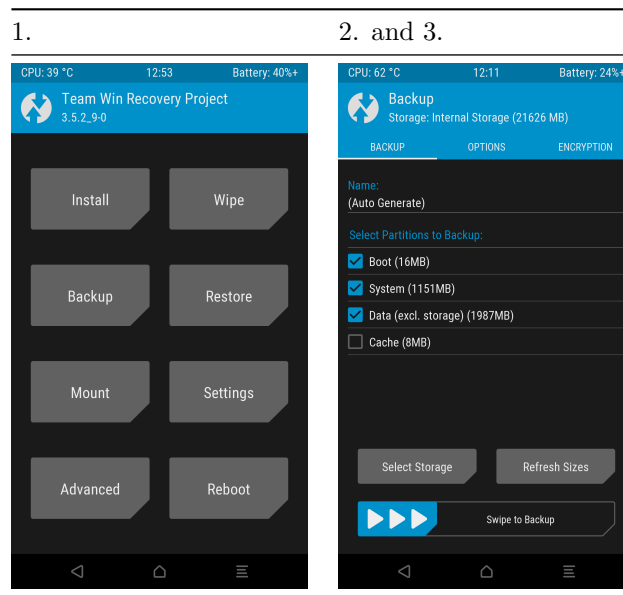 1.
2. and 3.
CPU: 39 °C 12:53 Battery: 40%+
Team Win Recovery Project
3.5.2_9-0
Install Wipe
Backup Restore
Mount Settings
Advanced Reboot
CPU: 62 °C 12:11 Battery: 24%+
Backup
Storage: Internal Storage (21626 MB)
BACKUP OPTIONS ENCRYPTION
Name:
(Auto Generate)
Select Partitions to Backup:
Boot (16MB)
System (1151MB)
Data (excl. storage) (1987MB)
Cache (8MB)
Select Storage Refresh Sizes
Swipe to Backup